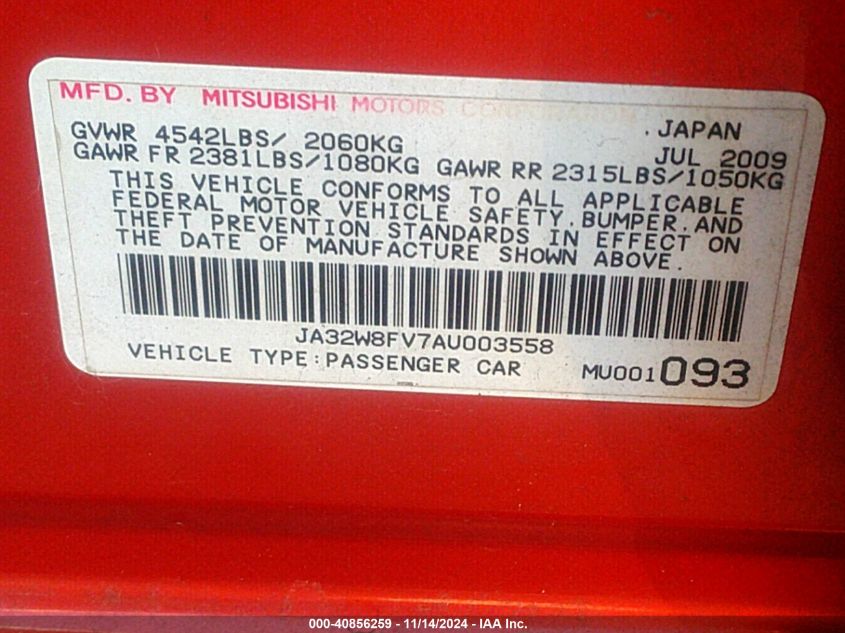 MFD. BY MITSUBISHI MOTORS CORPORATION
GVWR 4542LBS/ 2060KG . JAPAN
GAWR FR 2381LBS/1080KG GAWR RR 2315LBS/1050KG JUL 2009
THIS VEHICLE CONFORMS TO ALL APPLICABLE
FEDERAL MOTOR VEHICLE SAFETY,BUMPER,AND
THEFT PREVENTION STANDARDS IN EFFECT ON
THE DATE OF MANUFACTURE SHOWN ABOVE.
JA32W8FV7AU003558
VEHICLE TYPE:PASSENGER CAR MU001093
000-40856259 - 11/14/2024 - IAA Inc.